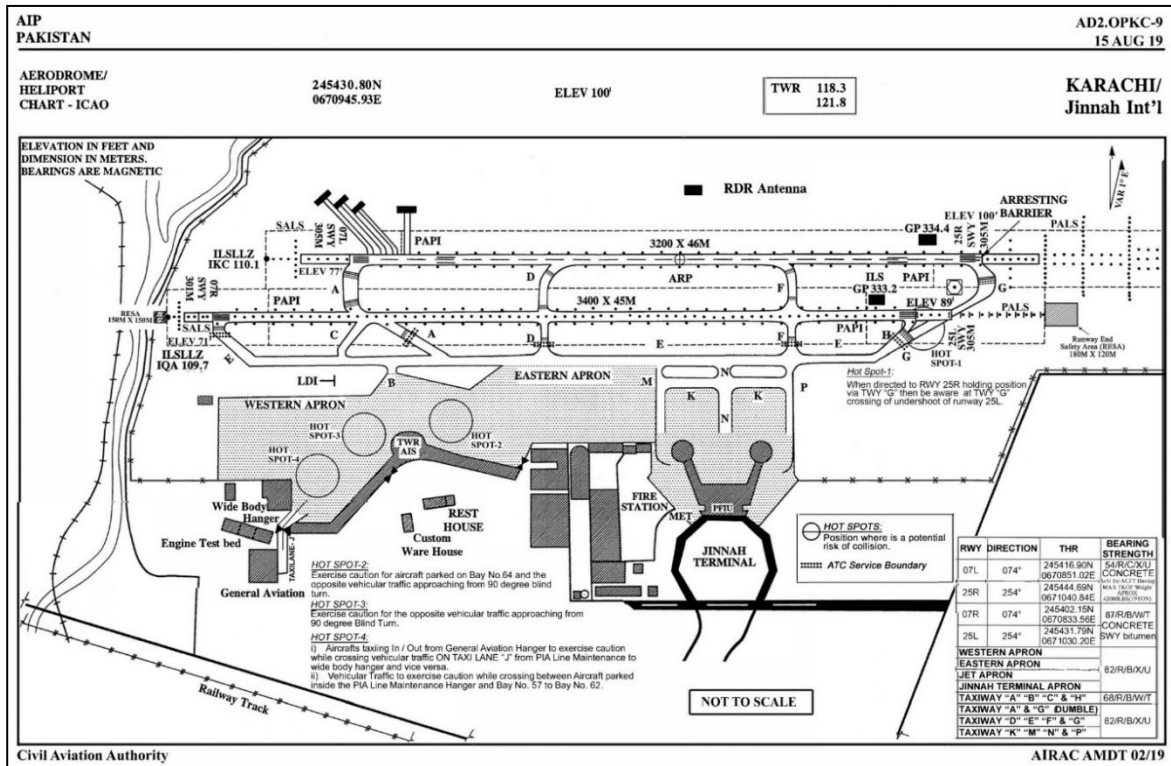 AIP
PAKISTAN
AD2.OPKC-9
15 AUG 19
AERODROME/
HELIPORT
CHART - ICAO
245430.80N
0670945.93E
ELEV 100'
TWR 118.3
121.8
KARACHI/
Jinnah Int'l
ELEVATION IN FEET AND
DIMENSION IN METERS.
BEARINGS ARE MAGNETIC
RDR Antenna
VAR 1° E
ARRESTING
BARRIER
ELEV 100'
PALS
SALS
07L
SWY
305M
PAPI
GP 334.4
25R
SWY
305M
ILSLLZ
IKC 110.1
ELEV 77'
3200 X 46M
ARP
D
F
ILS
GP 333.2
PAPI
G
A
07R
SWY
301M
RESA
150M X 150M
PAPI
3400 X 45M
ELEV 89'
PALS
SALS
ELEV 71'
C
A
D
E
F
E
PAPI
H
G
25L
SWY
305M
HOT
SPOT-1
Runway End
Safety Area (RESA)
180M X 120M
ILSLLZ
IQA 109.7
E
LDI
B
EASTERN APRON
M
N
P
K
K
N
Hot Spot-1:
When directed to RWY 25R holding position
via TWY "G" then be aware at TWY "G"
crossing of undershoot of runway 25L.
WESTERN APRON
HOT
SPOT-3
HOT
SPOT-2
TWR
AIS
HOT
SPOT-4
Wide Body
Hanger
Engine Test bed
TAXILANE- J
General Aviation
REST
HOUSE
Custom
Ware House
FIRE
STATION
MET
PFIU
JINNAH
TERMINAL
HOT SPOTS:
Position where is a potential
risk of collision.
ATC Service Boundary
HOT SPOT-2:
Exercise caution for aircraft parked on Bay No.64 and the
opposite vehicular traffic approaching from 90 degree blind
turn.
HOT SPOT-3:
Exercise caution for the opposite vehicular traffic approaching from
90 degree Blind Turn.
HOT SPOT-4:
i) Aircrafts taxiing In / Out from General Aviation Hanger to exercise caution
while crossing vehicular traffic ON TAXI LANE "J" from PIA Line Maintenance to
wide body hanger and vice versa.
ii) Vehicular Traffic to exercise caution while crossing between Aircraft parked
inside the PIA Line Maintenance Hanger and Bay No. 57 to Bay No. 62.
Railway Track
NOT TO SCALE
RWY DIRECTION THR BEARING STRENGTH
07L 074° 245416.90N 0670851.02E 54/R/C/X/U CONCRETE
25R 254° 245444.69N 0671040.84E
07R 074° 245402.15N 0670833.56E 87/R/B/W/T CONCRETE
25L 254° 245431.79N 0671030.20E SWY bitumen
WESTERN APRON
EASTERN APRON
JET APRON
JINNAH TERMINAL APRON
82/R/B/X/U
TAXIWAY "A" "B" "C" & "H" 68/R/B/W/T
TAXIWAY "A & "G" (DUMBLE)
TAXIWAY "D" "E" "F" & "G"
TAXIWAY "K" "M" "N" & "P"
82/R/B/X/U
Civil Aviation Authority
AIRAC AMDT 02/19